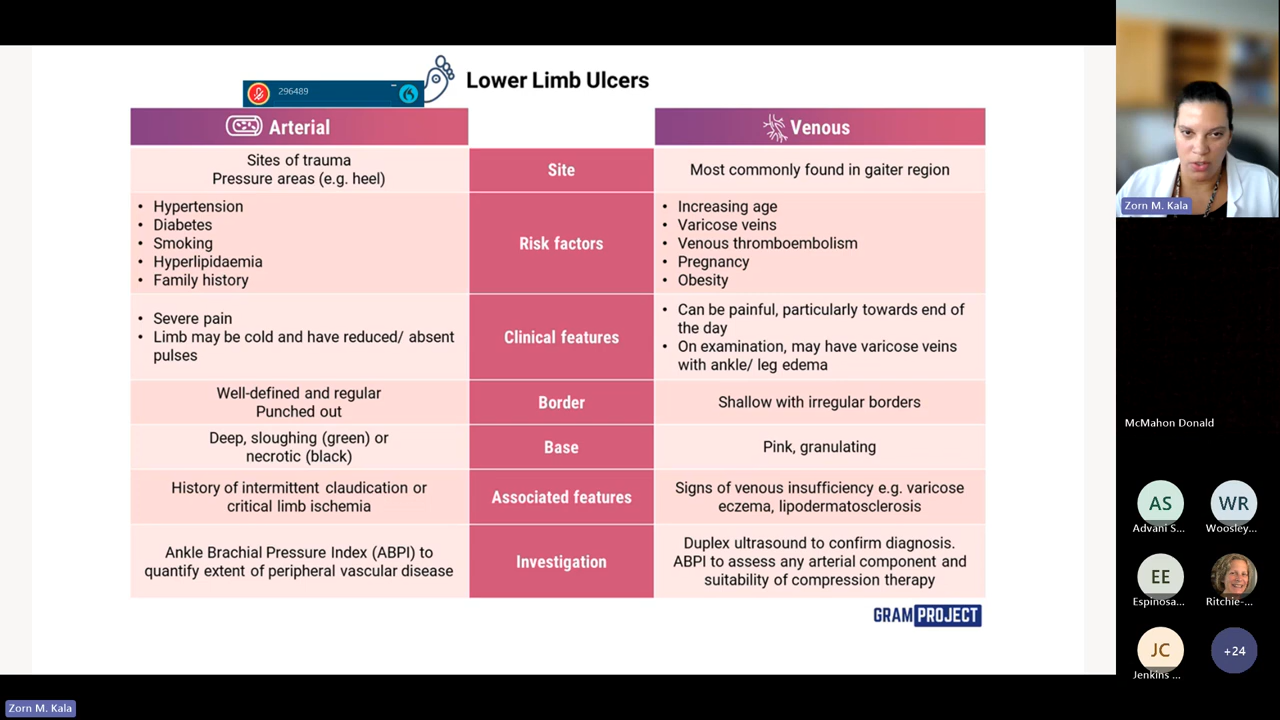 296489
Lower Limb Ulcers
Arterial
Venous
Sites of trauma
Pressure areas (e.g. heel)
Site
Most commonly found in gaiter region
• Hypertension
• Diabetes
• Smoking
• Hyperlipidaemia
• Family history
Risk factors
• Increasing age
• Varicose veins
• Venous thromboembolism
• Pregnancy
• Obesity
• Severe pain
• Limb may be cold and have reduced/ absent
pulses
Clinical features
• Can be painful, particularly towards end of
the day
• On examination, may have varicose veins
with ankle/ leg edema
Well-defined and regular
Punched out
Border
Shallow with irregular borders
Deep, sloughing (green) or
necrotic (black)
Base
Pink, granulating
History of intermittent claudication or
critical limb ischemia
Associated features
Signs of venous insufficiency e.g. varicose
eczema, lipodermatosclerosis
Ankle Brachial Pressure Index (ABPI) to
quantify extent of peripheral vascular disease
Investigation
Duplex ultrasound to confirm diagnosis.
ABPI to assess any arterial component and
suitability of compression therapy
GRAMPROJECT
Zorn M. Kala
McMahon Donald
AS
Advani S...
WR
Woosley...
EE
Espinosa...
Ritchie-...
JC
Jenkins ...
+24
Zorn M. Kala